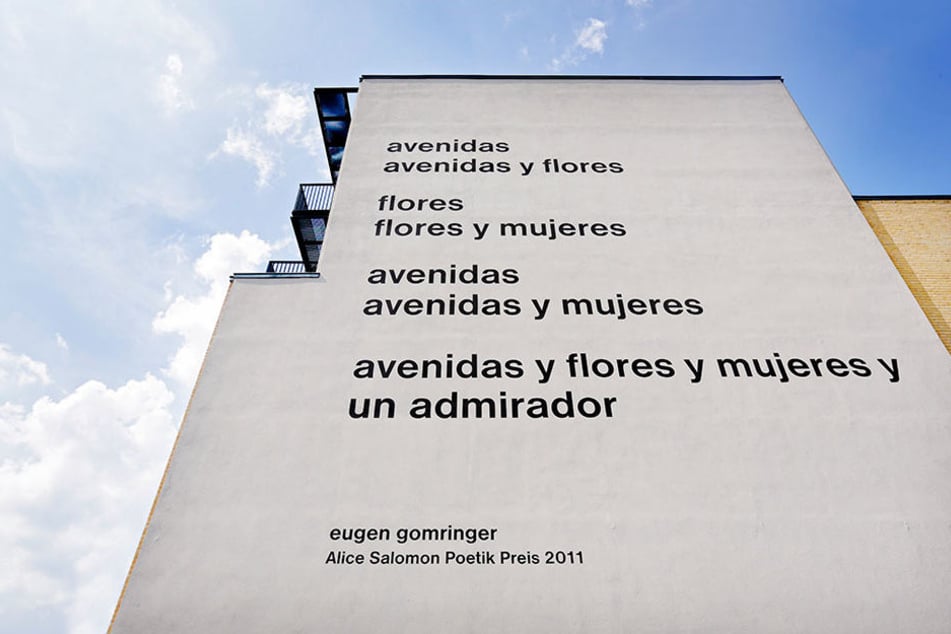 avenidas
avenidas y flores
flores
flores y mujeres
avenidas
avenidas y mujeres
avenidas y flores y mujeres y
un admirador
eugen gomringer
Alice Salomon Poetik Preis 2011